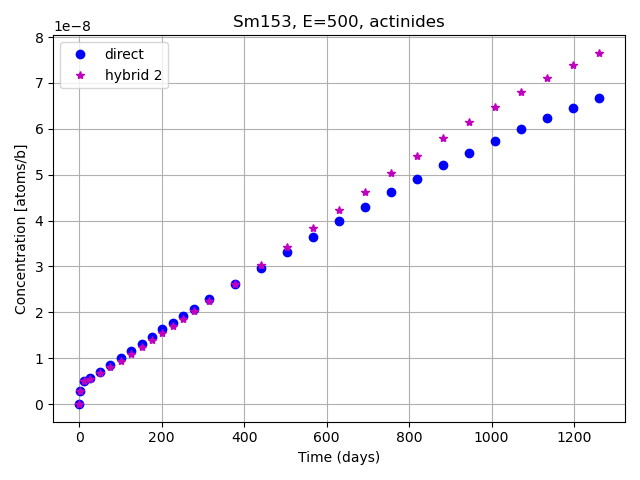 Sm153, E=500, actinides
1e−8
direct
hybrid 2
8
7
6
5
4
3
2
1
0
Concentration [atoms/b]
0 200 400 600 800 1000 1200
Time (days)